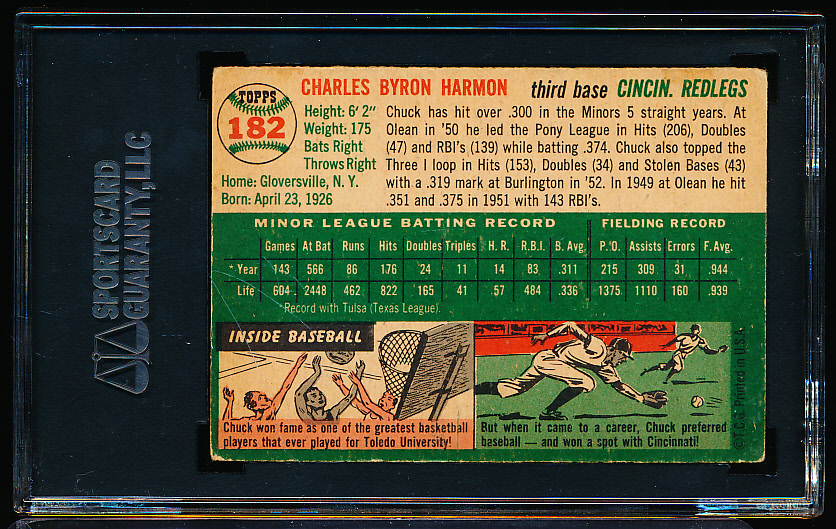 SPORTSCARD
GUARANTY, LLC
TOPPS
182
CHARLES BYRON HARMON third base CINCIN. REDLEGS
Height: 6' 2"
Weight: 175
Bats Right
Throws Right
Home: Gloversville, N. Y.
Born: April 23, 1926
Chuck has hit over .300 in the Minors 5 straight years. At
Olean in '50 he led the Pony League in Hits (206), Doubles
(47) and RBI's (139) while batting .374. Chuck also topped the
Three I loop in Hits (153), Doubles (34) and Stolen Bases (43)
with a .319 mark at Burlington in '52. In 1949 at Olean he hit
.351 and .375 in 1951 with 143 RBI's.
MINOR LEAGUE BATTING RECORD FIELDING RECORD
Games At Bat Runs Hits Doubles Triples H. R. R.B.I. B. Avg. P.'O. Assists Errors F. Avg.
* Year 143 566 86 176 24 11 14 83 .311 215 309 31 .944
Life 604 2448 462 822 165 41 57 484 .336 1375 1110 160 .939
*Record with Tulsa (Texas League).
INSIDE BASEBALL
Chuck won fame as one of the greatest basketball
players that ever played for Toledo University!
But when it came to a career, Chuck preferred
baseball — and won a spot with Cincinnati!
© T. C. G. Printed in U.S.A.